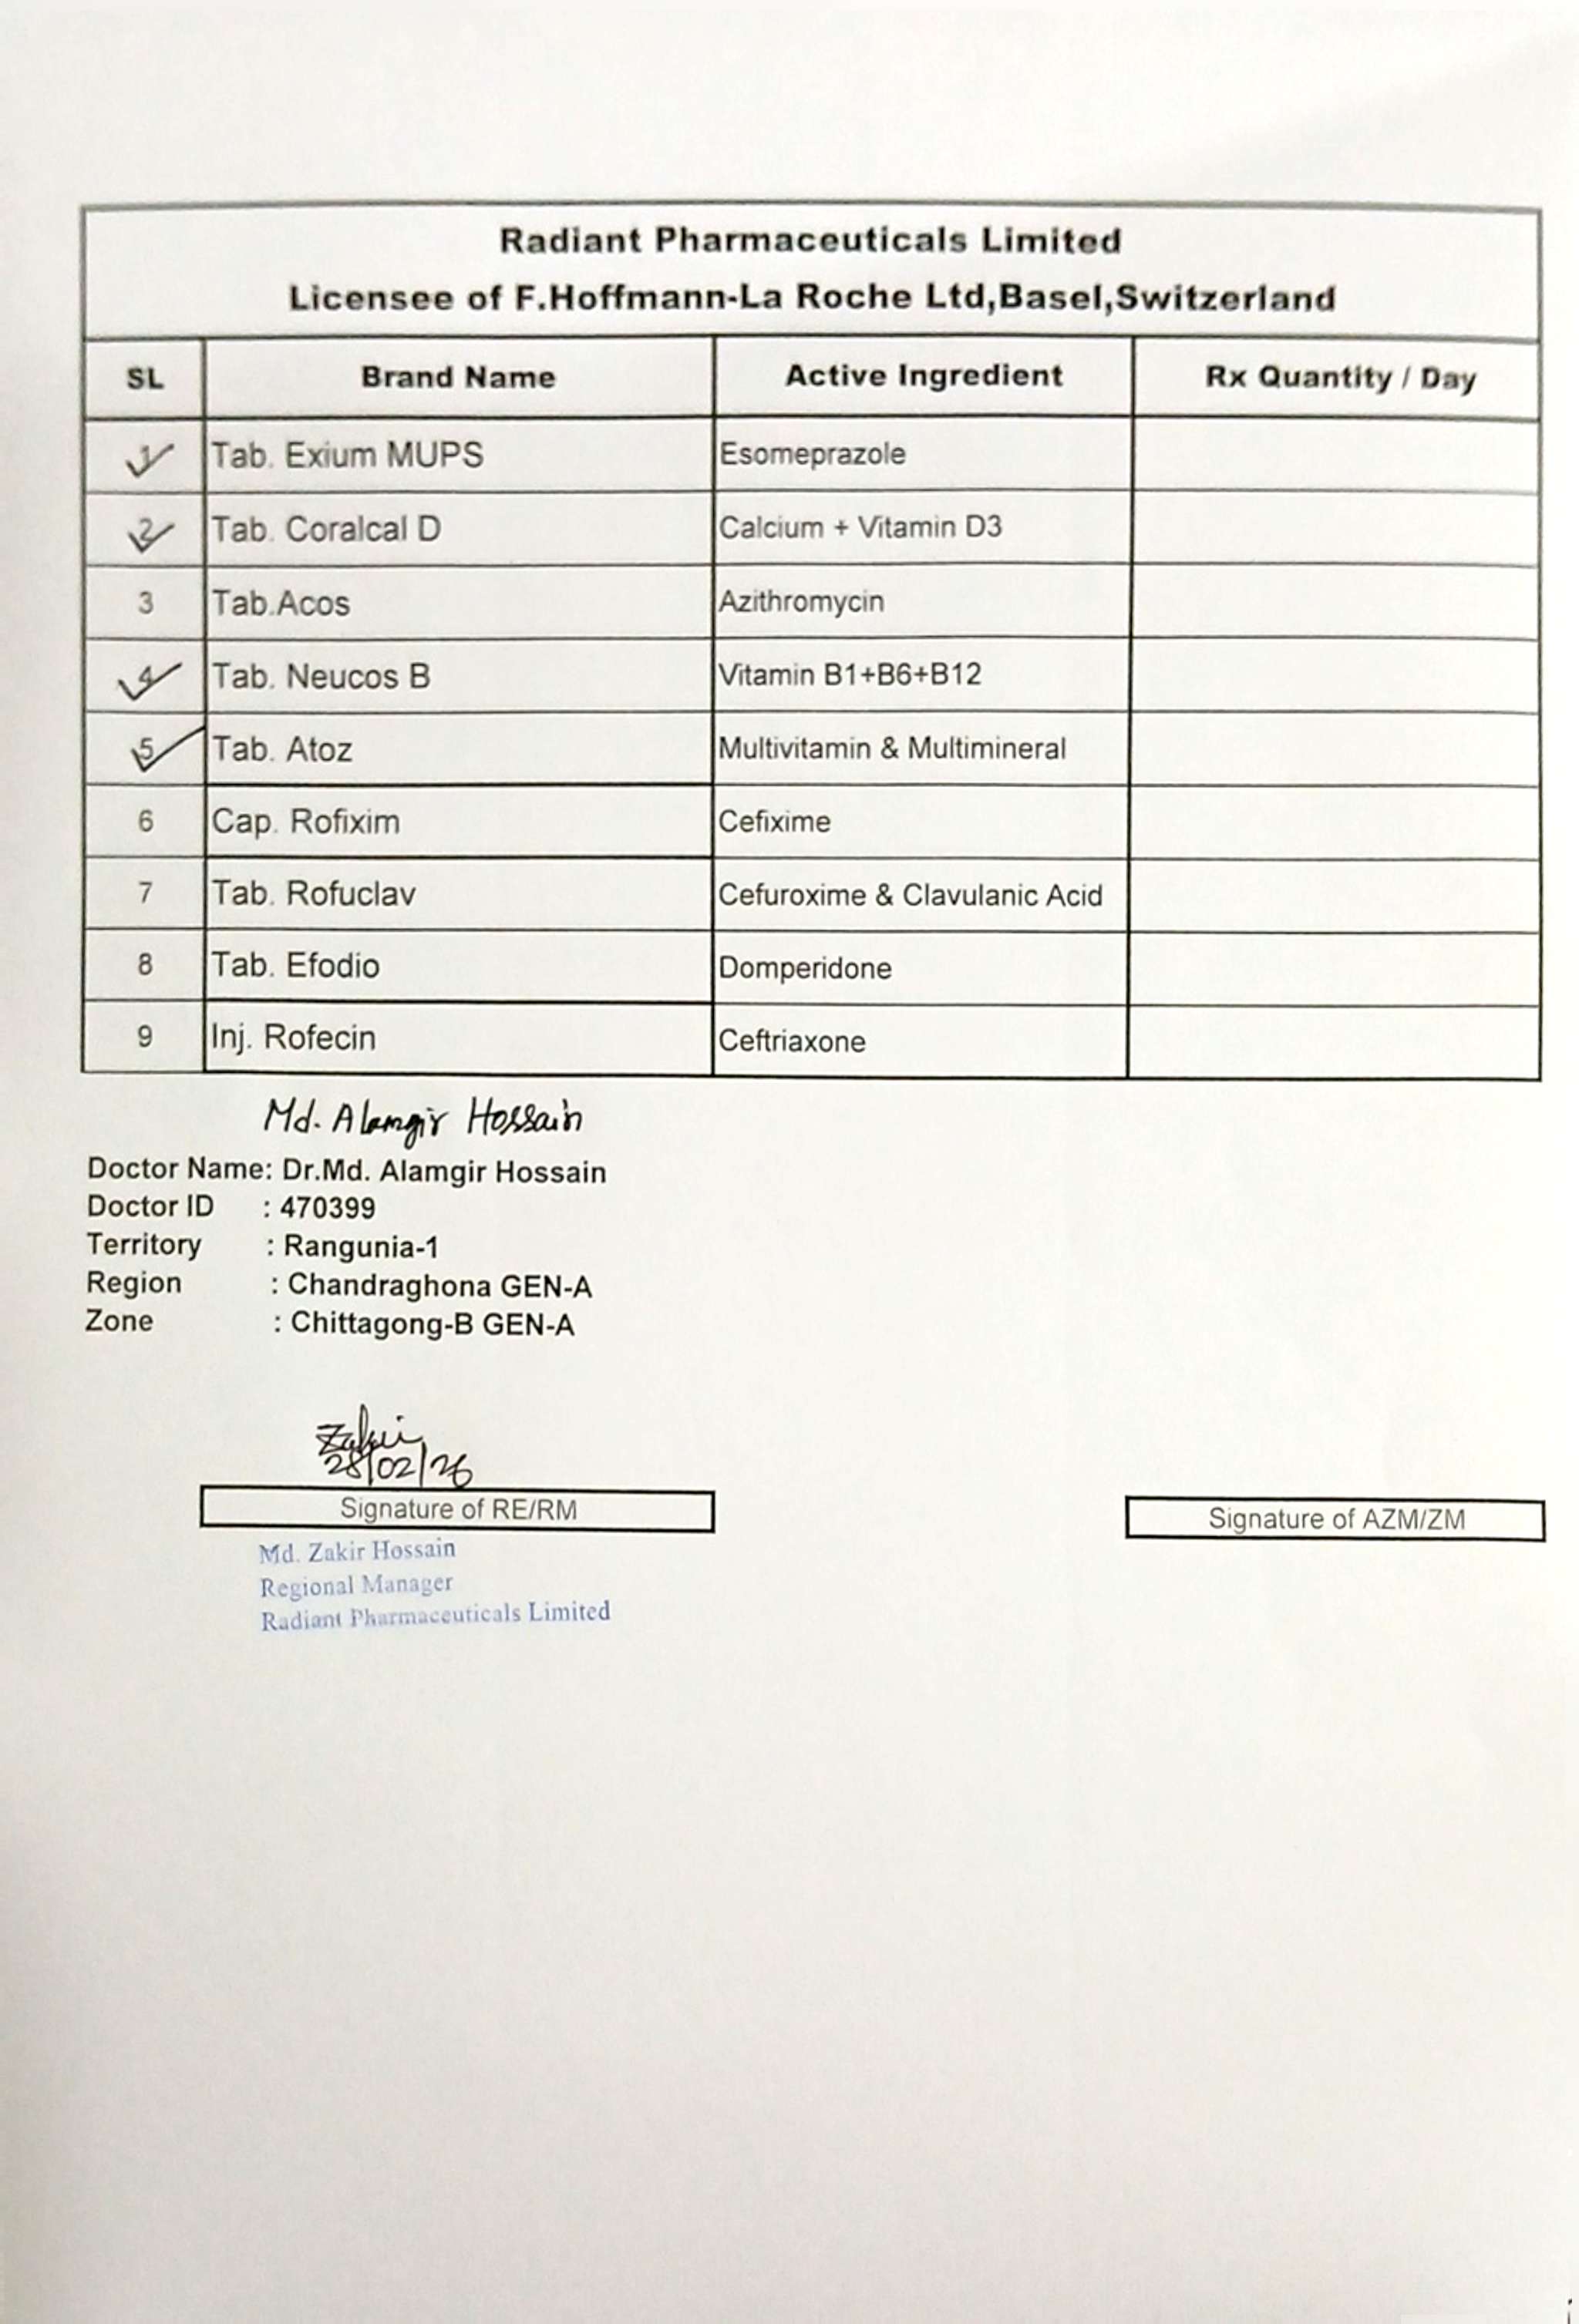 Radiant Pharmaceuticals Limited
Licensee of F.Hoffmann-La Roche Ltd,Basel,Switzerland
SL Brand Name Active Ingredient Rx Quantity / Day
1 Tab. Exium MUPS Esomeprazole
2 Tab. Coralcal D Calcium + Vitamin D3
3 Tab.Acos Azithromycin
4 Tab. Neucos B Vitamin B1+B6+B12
5 Tab. Atoz Multivitamin & Multimineral
6 Cap. Rofixim Cefixime
7 Tab. Rofuclav Cefuroxime & Clavulanic Acid
8 Tab. Efodio Domperidone
9 Inj. Rofecin Ceftriaxone
Md. Alamgir Hossain
Doctor Name: Dr.Md. Alamgir Hossain
Doctor ID : 470399
Territory : Rangunia-1
Region : Chandraghona GEN-A
Zone : Chittagong-B GEN-A
Zakir
28/02/26
Signature of RE/RM Signature of AZM/ZM
Md. Zakir Hossain
Regional Manager
Radiant Pharmaceuticals Limited